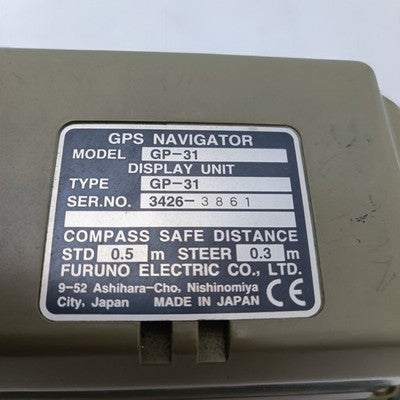 GPS NAVIGATOR
MODEL GP-31
DISPLAY UNIT
TYPE GP-31
SER.NO. 3426-3861
COMPASS SAFE DISTANCE
STD 0.5 m STEER 0.3 m
FURUNO ELECTRIC CO., LTD.
9-52 Ashihara-Cho, Nishinomiya
City, Japan MADE IN JAPAN CE